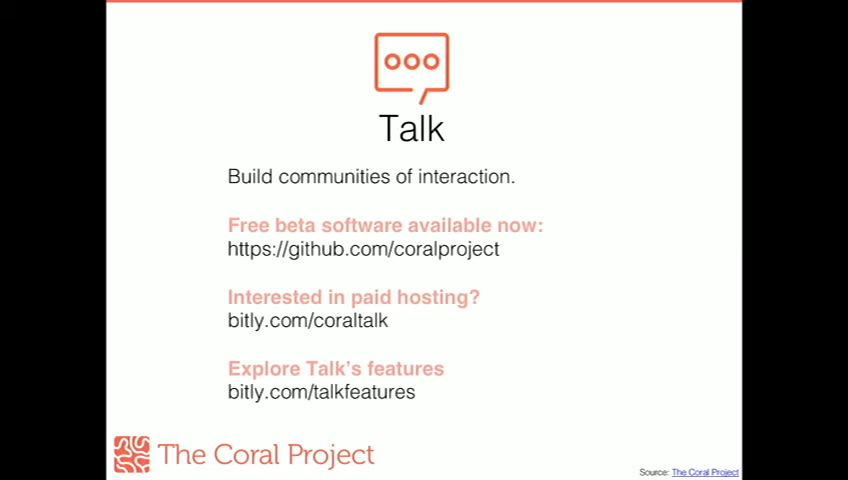 Talk
Build communities of interaction.
Free beta software available now:
https://github.com/coralproject
Interested in paid hosting?
bitly.com/coraltalk
Explore Talk's features
bitly.com/talkfeatures
The Coral Project
Source: The Coral Project